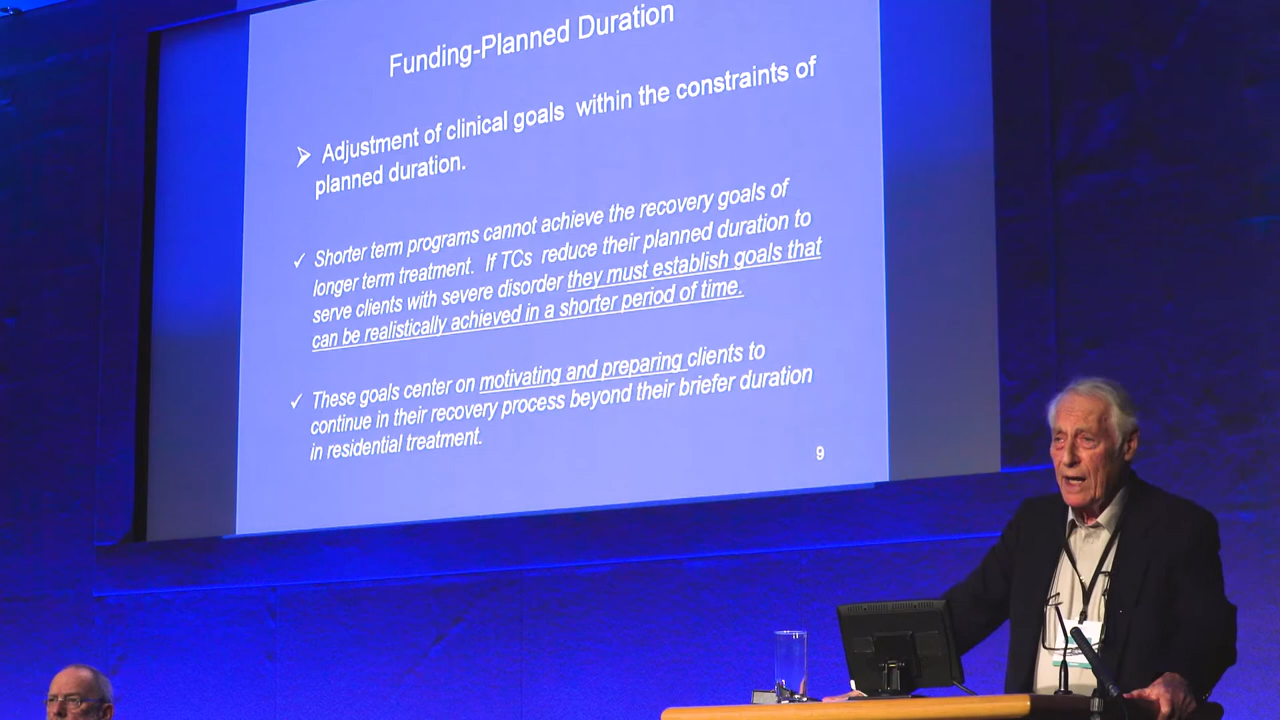 Funding-Planned Duration
Adjustment of clinical goals within the constraints of
planned duration.
Shorter term programs cannot achieve the recovery goals of
longer term treatment. If TCs reduce their planned duration to
serve clients with severe disorder they must establish goals that
can be realistically achieved in a shorter period of time.
These goals center on motivating and preparing clients to
continue in their recovery process beyond their briefer duration
in residential treatment.
9